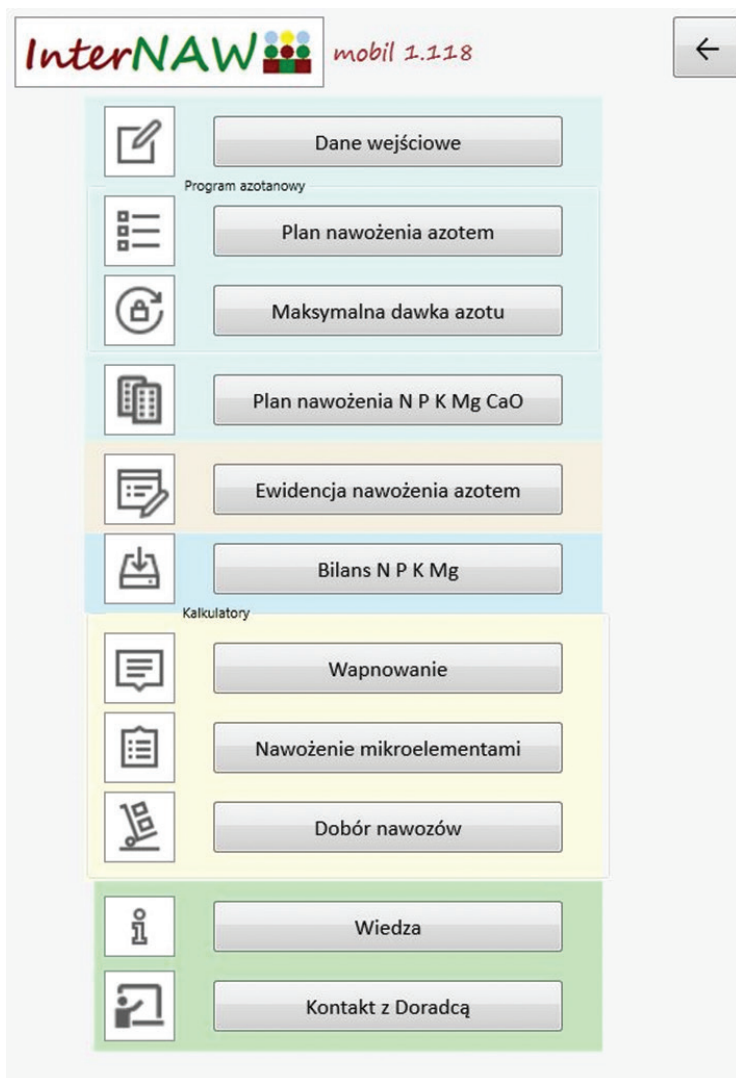 InterNAW mobil 1.118
Dane wejściowe
Program azotanowy
Plan nawożenia azotem
Maksymalna dawka azotu
Plan nawożenia N P K Mg CaO
Ewidencja nawożenia azotem
Bilans N P K Mg
Kalkulatory
Wapnowanie
Nawożenie mikroelementami
Dobór nawozów
Wiedza
Kontakt z Doradcą